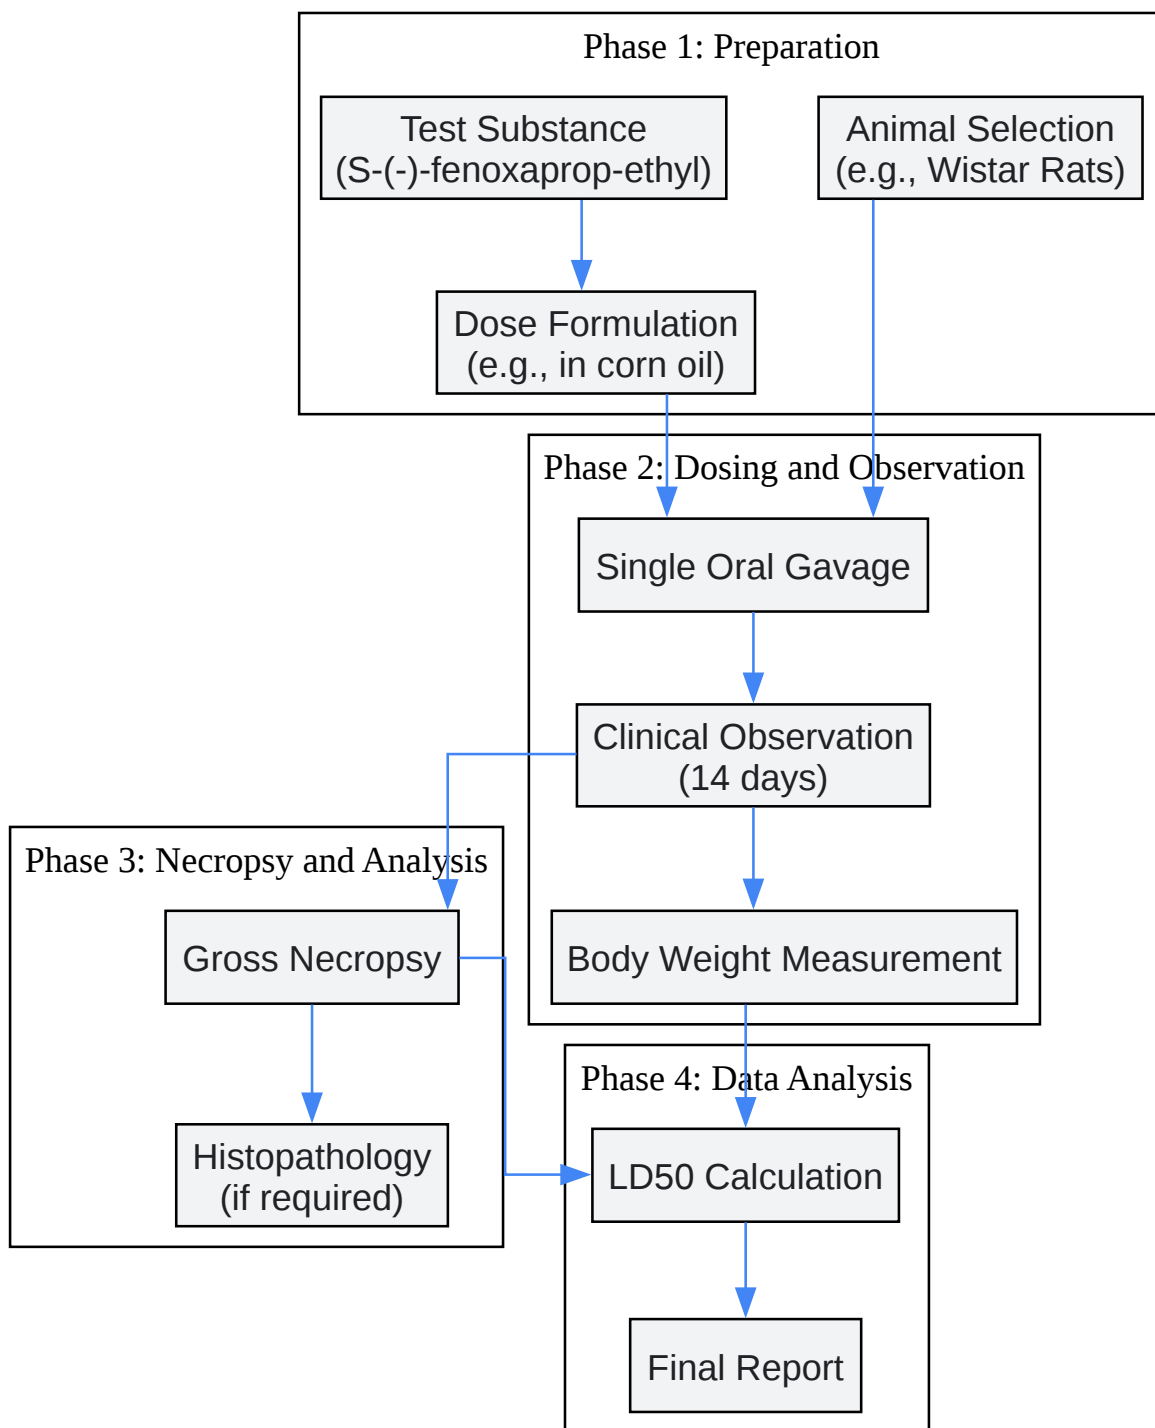 Phase 1: Preparation
Test Substance
(S-(-)-fenoxaprop-ethyl)
Animal Selection
(e.g., Wistar Rats)
Dose Formulation
(e.g., in corn oil)
Phase 2: Dosing and Observation
Single Oral Gavage
Clinical Observation
(14 days)
Phase 3: Necropsy and Analysis
Gross Necropsy
Body Weight Measurement
Phase 4: Data Analysis
Histopathology
(if required)
LD50 Calculation
Final Report